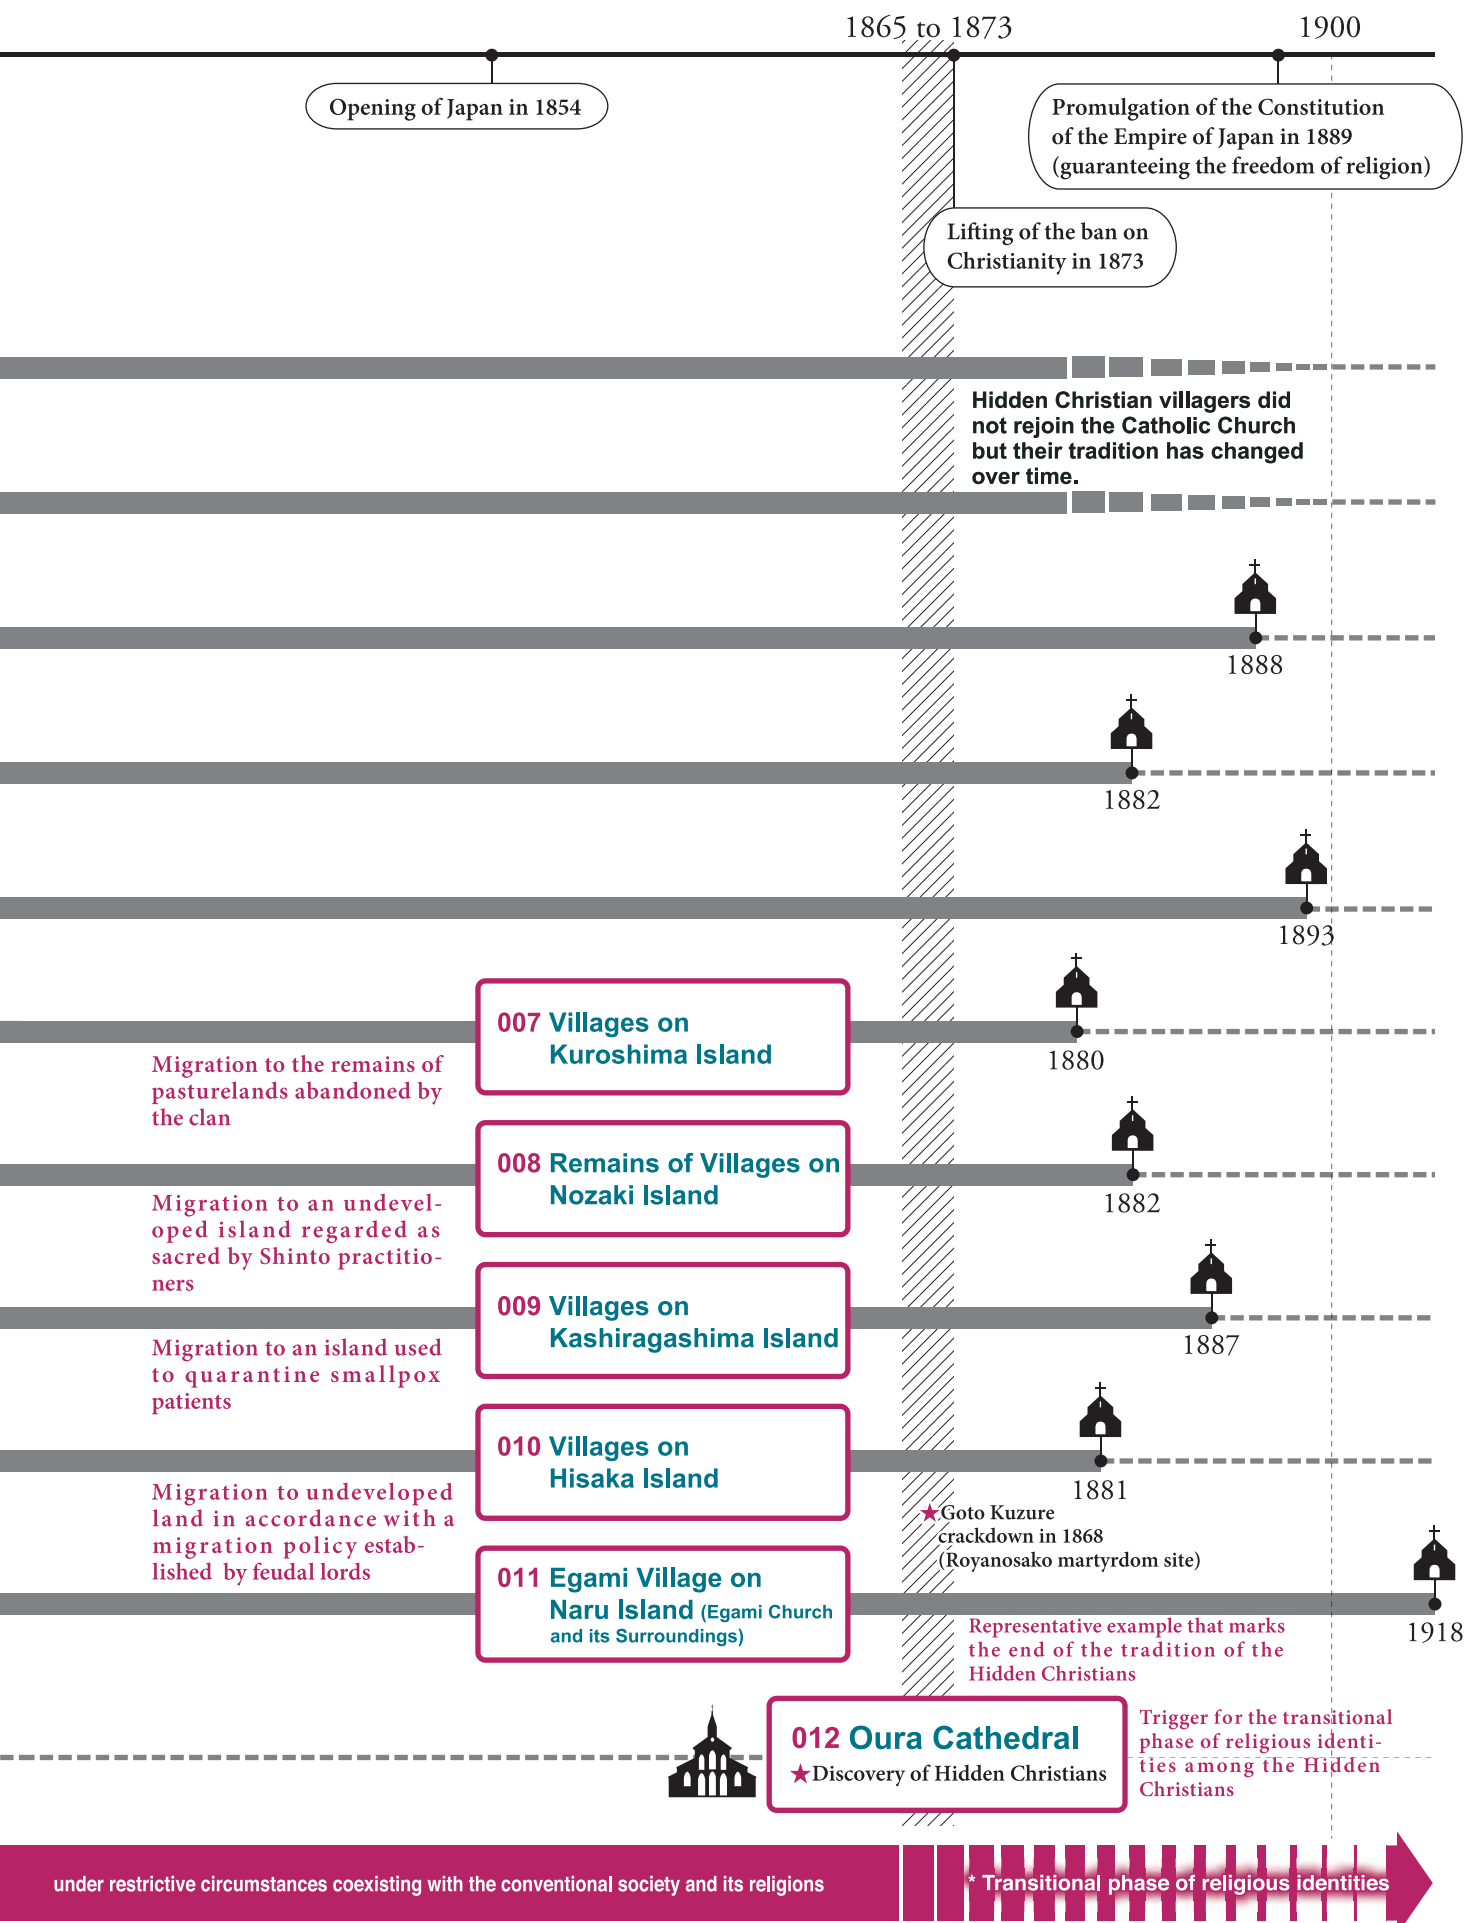 1865 to 1873
1900
Opening of Japan in 1854
Promulgation of the Constitution
of the Empire of Japan in 1889
(guaranteeing the freedom of religion)
Lifting of the ban on
Christianity in 1873
Hidden Christian villagers did
not rejoin the Catholic Church
but their tradition has changed
over time.
1888
1882
1893
007 Villages on
Kuroshima Island
1880
Migration to the remains of
pasturelands abandoned by
the clan
008 Remains of Villages on
Nozaki Island
1882
Migration to an undevel-
oped island regarded as
sacred by Shinto practitio-
ners
009 Villages on
Kashiragashima Island
1887
Migration to an island used
to quarantine smallpox
patients
010 Villages on
Hisaka Island
1881
Migration to undeveloped
land in accordance with a
migration policy estab-
lished by feudal lords
★Goto Kuzure
crackdown in 1868
(Royanosako martyrdom site)
011 Egami Village on
Naru Island (Egami Church
and its Surroundings)
1918
Representative example that marks
the end of the tradition of the
Hidden Christians
012 Oura Cathedral
★Discovery of Hidden Christians
Trigger for the transitional
phase of religious identi-
ties among the Hidden
Christians
under restrictive circumstances coexisting with the conventional society and its religions
* Transitional phase of religious identities